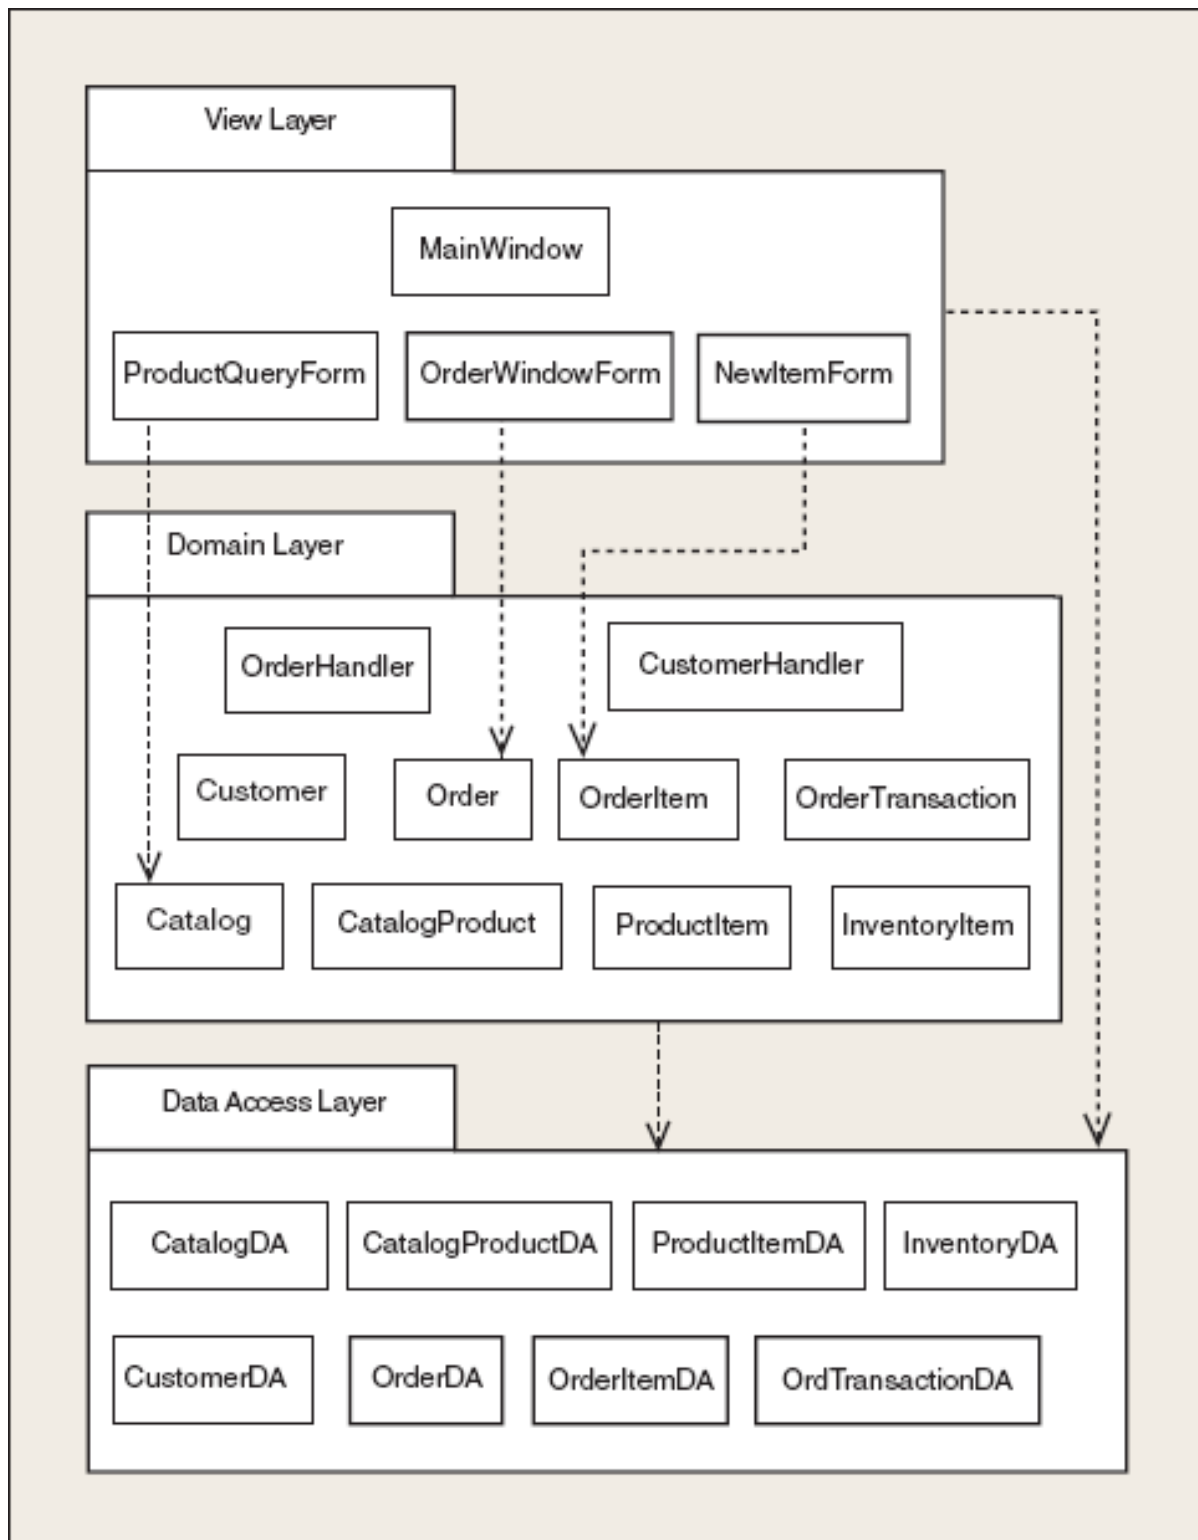 View Layer
MainWindow
ProductQueryForm
OrderWindowForm
NewItemForm
Domain Layer
OrderHandler
CustomerHandler
Customer
Order
OrderItem
OrderTransaction
Catalog
CatalogProduct
ProductItem
InventoryItem
Data Access Layer
CatalogDA
CatalogProductDA
ProductItemDA
InventoryDA
CustomerDA
OrderDA
OrderItemDA
OrdTransactionDA